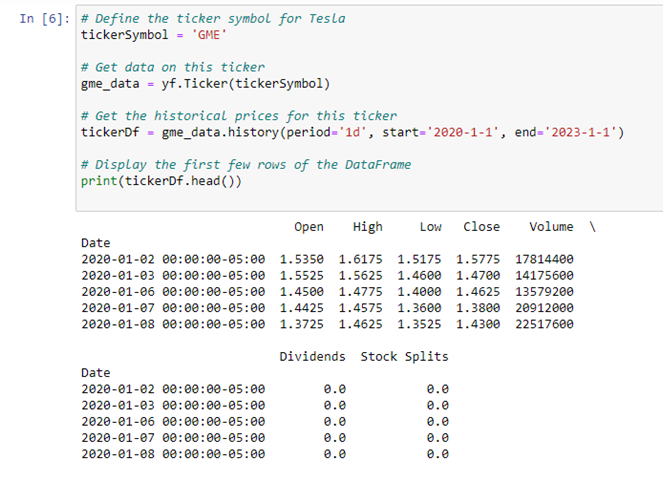 In [6]: # Define the ticker symbol for Tesla
tickerSymbol = 'GME'
# Get data on this ticker
gme_data = yf.Ticker(tickerSymbol)
# Get the historical prices for this ticker
tickerDf = gme_data.history(period='1d', start='2020-1-1', end='2023-1-1')
# Display the first few rows of the DataFrame
print(tickerDf.head())
Open High Low Close Volume \
Date
2020-01-02 00:00:00-05:00 1.5350 1.6175 1.5175 1.5775 17814400
2020-01-03 00:00:00-05:00 1.5525 1.5625 1.4600 1.4700 14175600
2020-01-06 00:00:00-05:00 1.4500 1.4775 1.4000 1.4625 13579200
2020-01-07 00:00:00-05:00 1.4425 1.4575 1.3600 1.3800 20912000
2020-01-08 00:00:00-05:00 1.3725 1.4625 1.3525 1.4300 22517600
Dividends Stock Splits
Date
2020-01-02 00:00:00-05:00 0.0 0.0
2020-01-03 00:00:00-05:00 0.0 0.0
2020-01-06 00:00:00-05:00 0.0 0.0
2020-01-07 00:00:00-05:00 0.0 0.0
2020-01-08 00:00:00-05:00 0.0 0.0